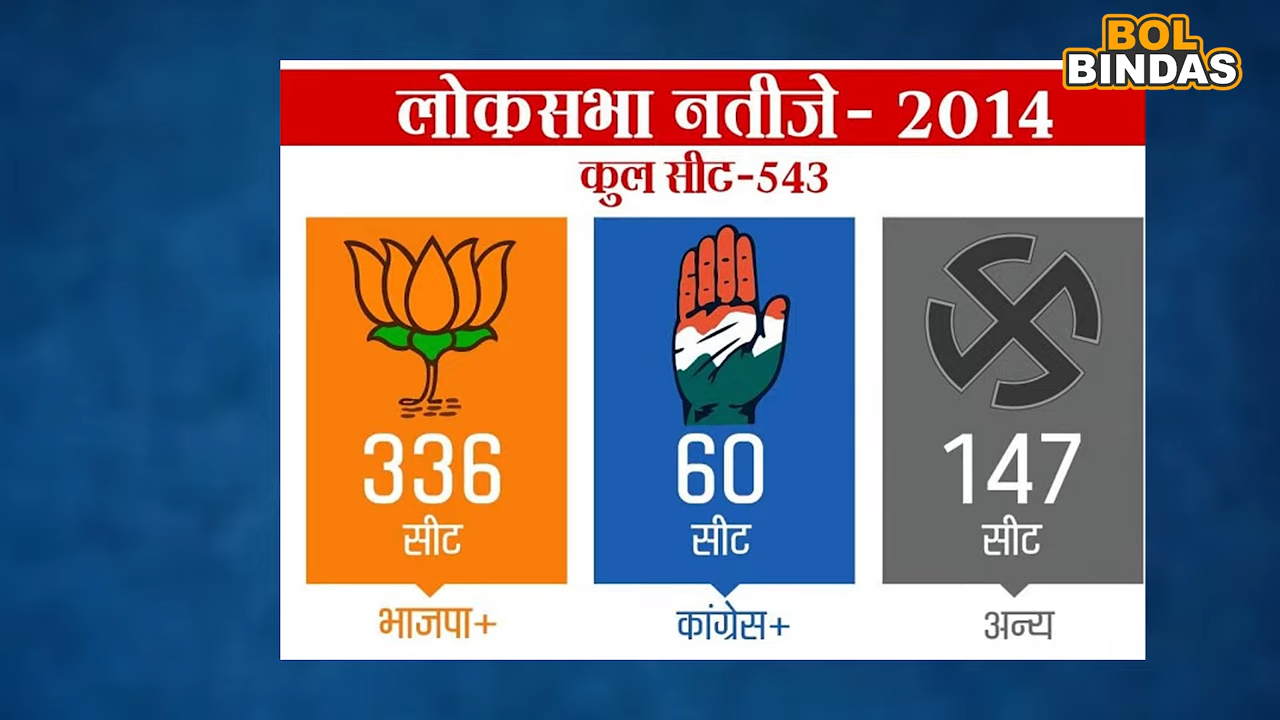 BOL
BINDAS
लोकसभा नतीजे- 2014
कुल सीट-543
336
सीट
भाजपा+
60
सीट
कांग्रेस+
147
सीट
अन्य